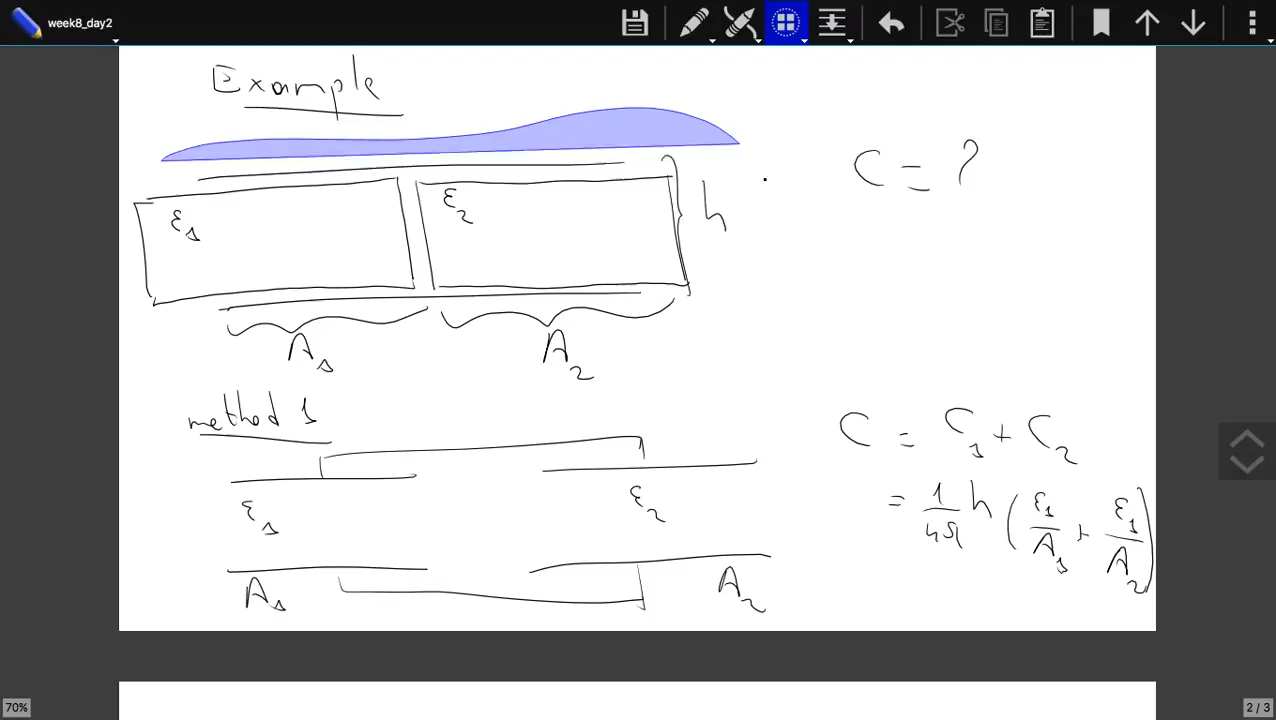 week8_day2
Example
C = ?
ε1
ε2
h
A1
A2
method 1
C = C1 + C2
ε1
ε2
= 1/4π h (ε1/A1 + ε1/A2)
A1
A2
70%
2 / 3